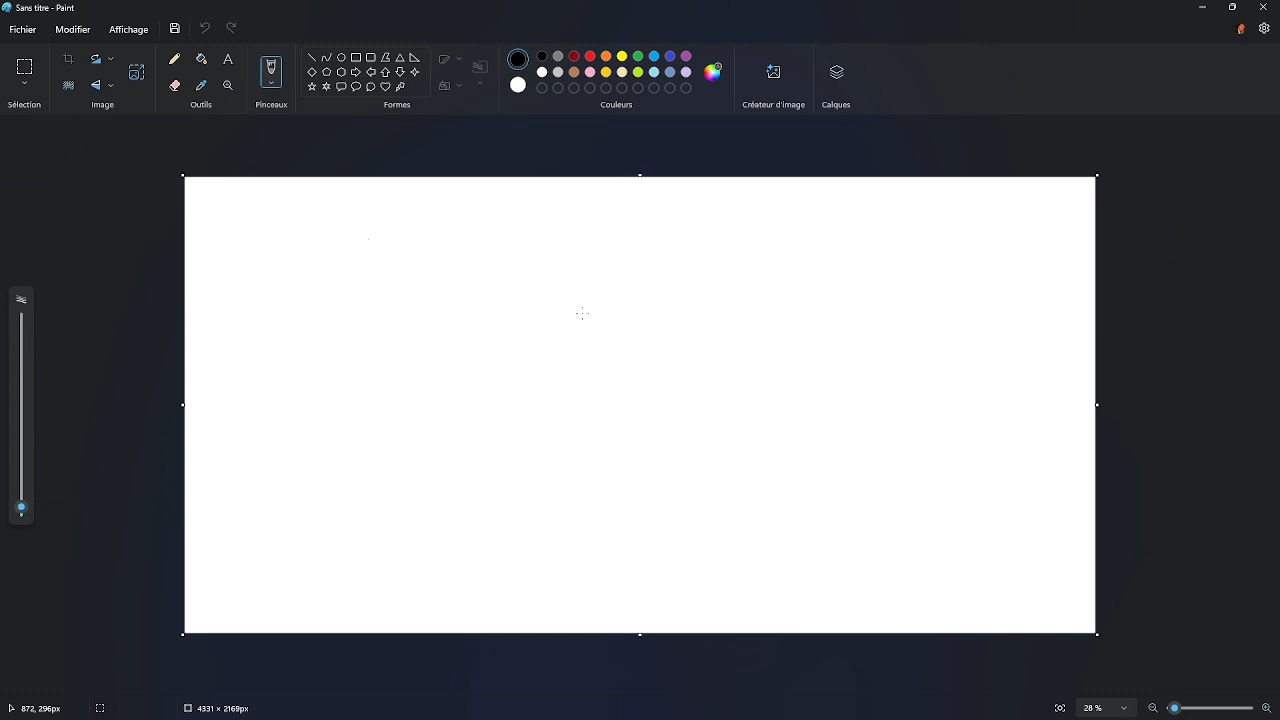 Sans titre - Paint
Fichier Modifier Affichage
Sélection Image Outils Pinceaux Formes Couleurs Créateur d'image Calques
872, 296px 4331 × 2169px 28 %